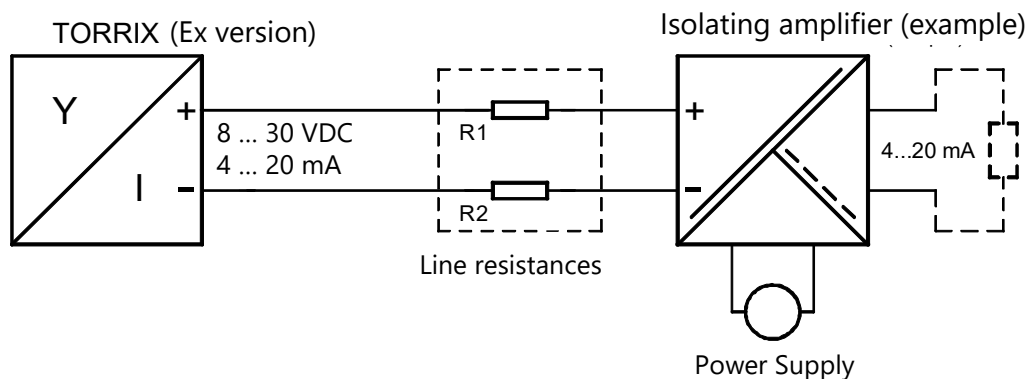 TORRIX (Ex version)
Isolating amplifier (example)
Y
I
+
-
8 ... 30 VDC
4 ... 20 mA
R1
R2
Line resistances
+
-
4...20 mA
Power Supply